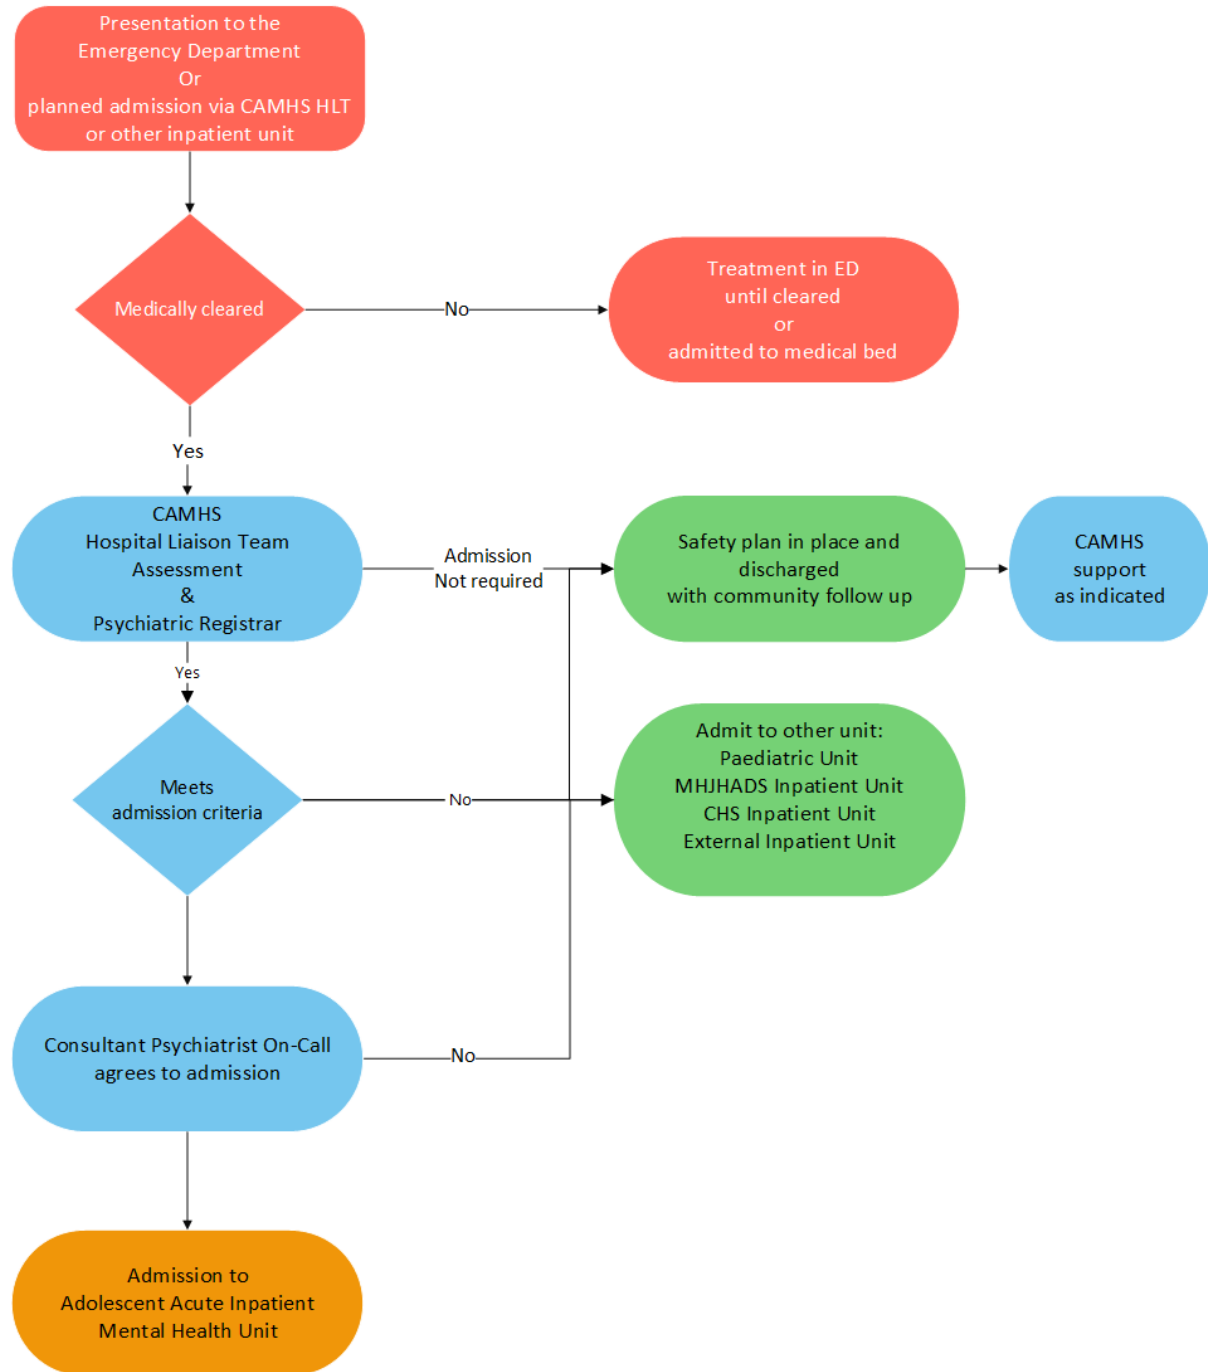 Presentation to the
Emergency Department
Or
planned admission via CAMHS HLT
or other inpatient unit
Medically cleared
No
Treatment in ED
until cleared
or
admitted to medical bed
Yes
CAMHS
Hospital Liaison Team
Assessment
&
Psychiatric Registrar
Admission
Not required
Safety plan in place and
discharged
with community follow up
CAMHS
support
as indicated
Yes
Meets
admission criteria
No
Admit to other unit:
Paediatric Unit
MHJHADS Inpatient Unit
CHS Inpatient Unit
External Inpatient Unit
Consultant Psychiatrist On-Call
agrees to admission
No
Admission to
Adolescent Acute Inpatient
Mental Health Unit